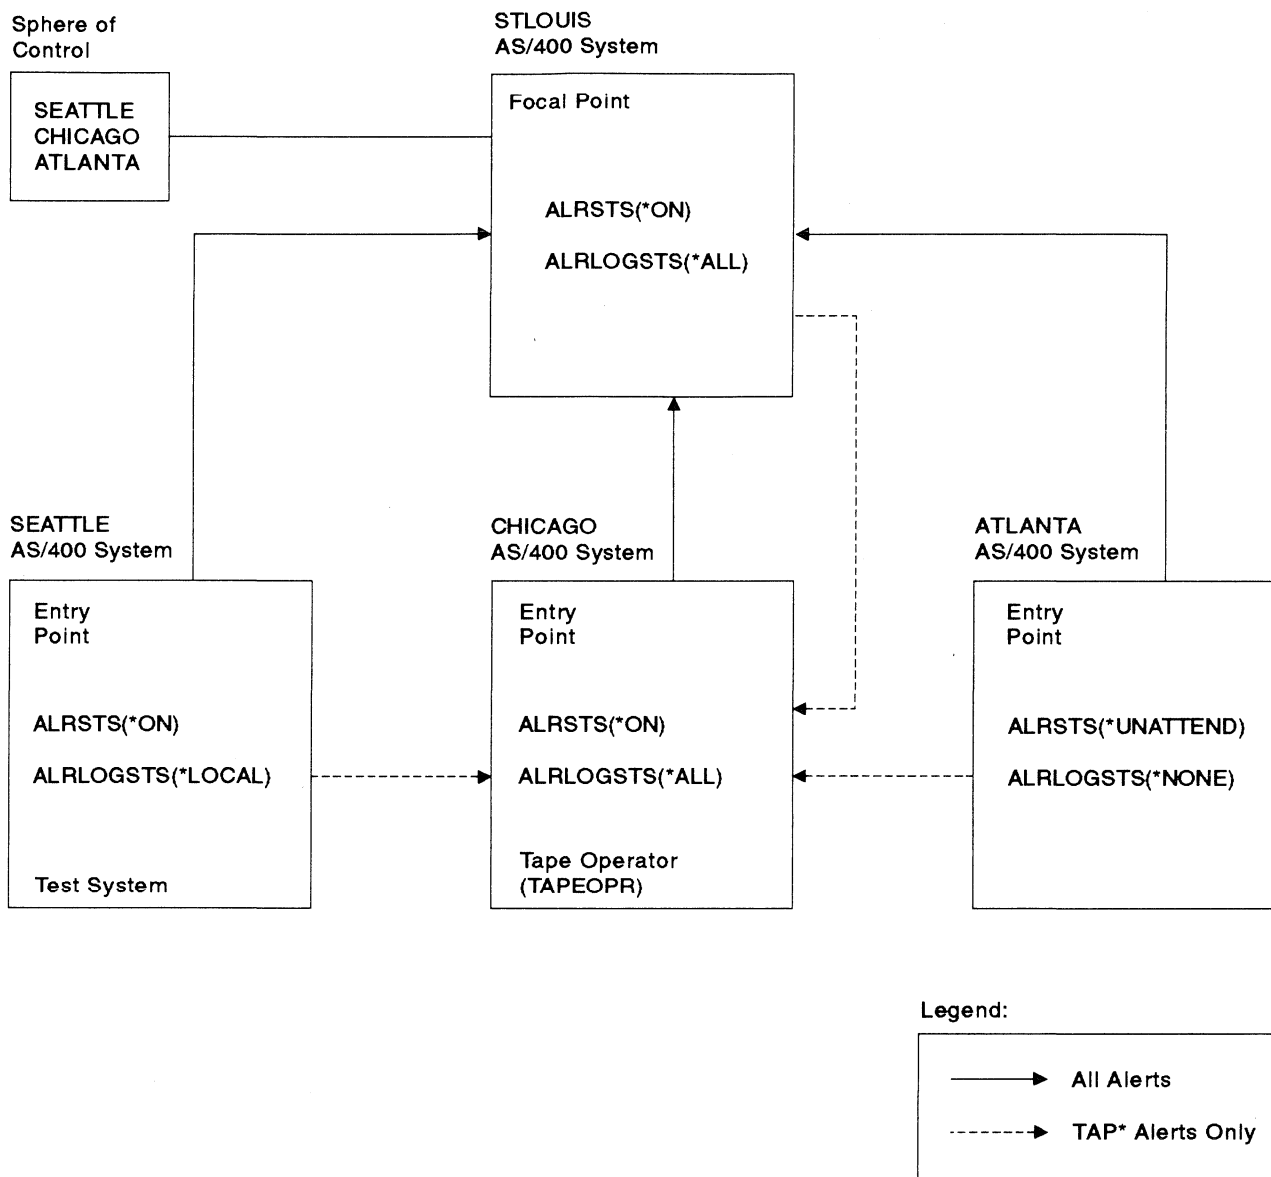 Sphere of
Control
SEATTLE
CHICAGO
ATLANTA
STLOUIS
AS/400 System
Focal Point
ALRSTS(*ON)
ALRLOGSTS(*ALL)
SEATTLE
AS/400 System
Entry
Point
ALRSTS(*ON)
ALRLOGSTS(*LOCAL)
Test System
CHICAGO
AS/400 System
Entry
Point
ALRSTS(*ON)
ALRLOGSTS(*ALL)
Tape Operator
(TAPEOPR)
ATLANTA
AS/400 System
Entry
Point
ALRSTS(*UNATTEND)
ALRLOGSTS(*NONE)
Legend:
All Alerts
TAP* Alerts Only